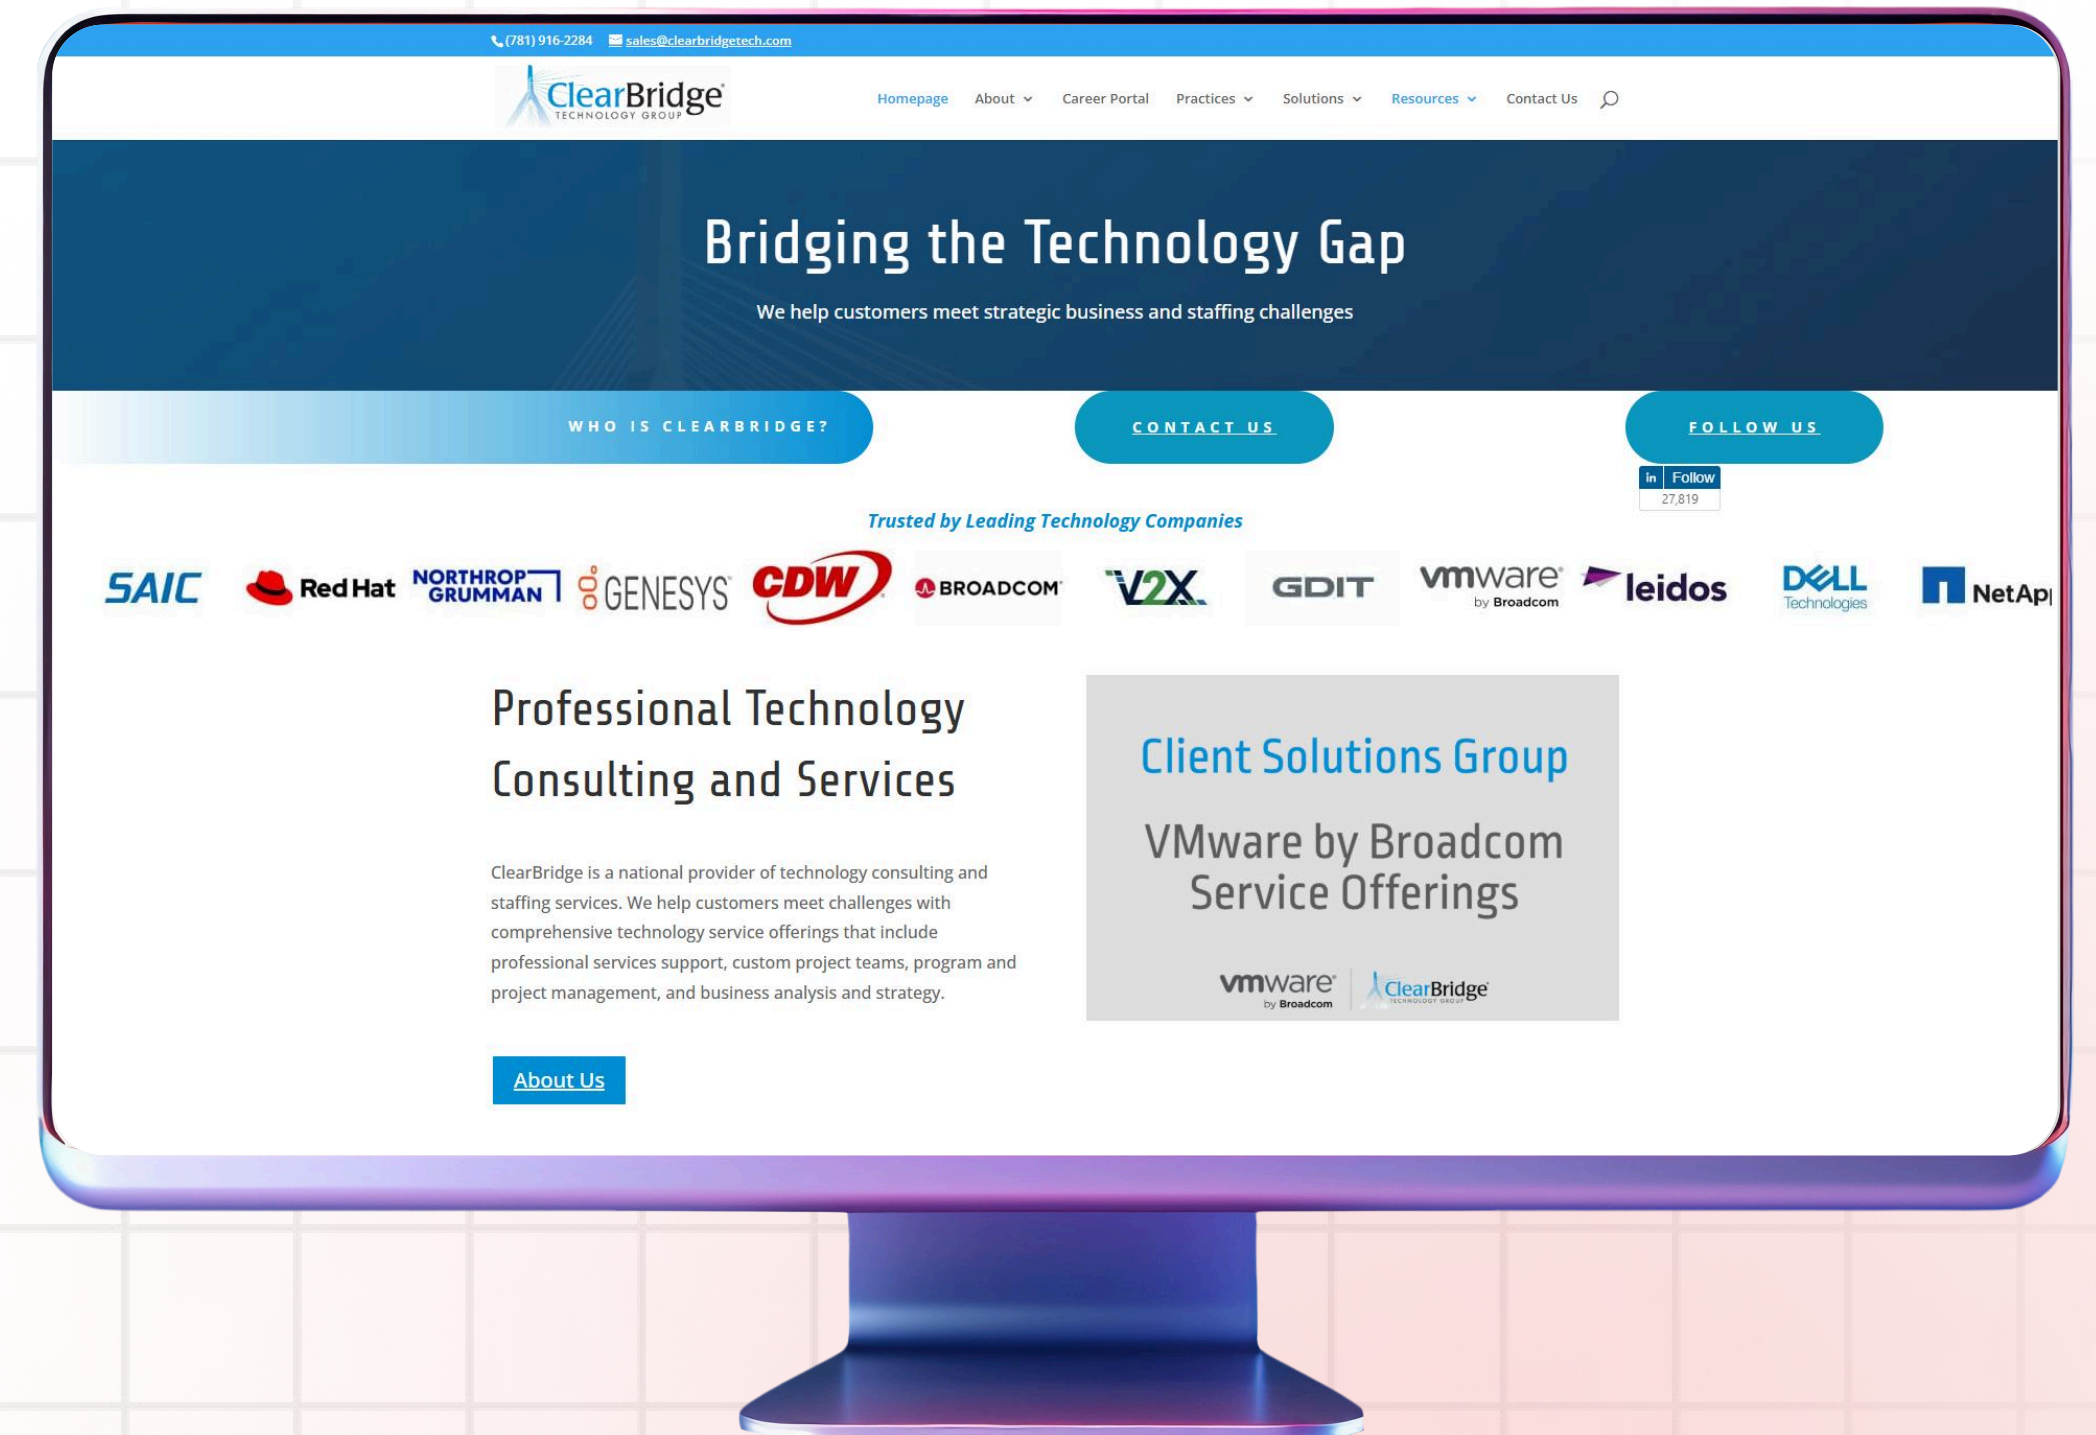 (781) 916-2284 sales@clearbridgetech.com
ClearBridge
TECHNOLOGY GROUP
Homepage About Career Portal Practices Solutions Resources Contact Us
Bridging the Technology Gap
We help customers meet strategic business and staffing challenges
WHO IS CLEARBRIDGE? CONTACT US FOLLOW US
in Follow
27,819
Trusted by Leading Technology Companies
SAIC
Red Hat
NORTHROP
GRUMMAN
GENESYS
CDW
BROADCOM
V2X
GDIT
vmware
by Broadcom
leidos
DELL
Technologies
NetAp
Professional Technology
Consulting and Services
ClearBridge is a national provider of technology consulting and
staffing services. We help customers meet challenges with
comprehensive technology service offerings that include
professional services support, custom project teams, program and
project management, and business analysis and strategy.
About Us
Client Solutions Group
VMware by Broadcom
Service Offerings
vmware
by Broadcom
ClearBridge
TECHNOLOGY GROUP